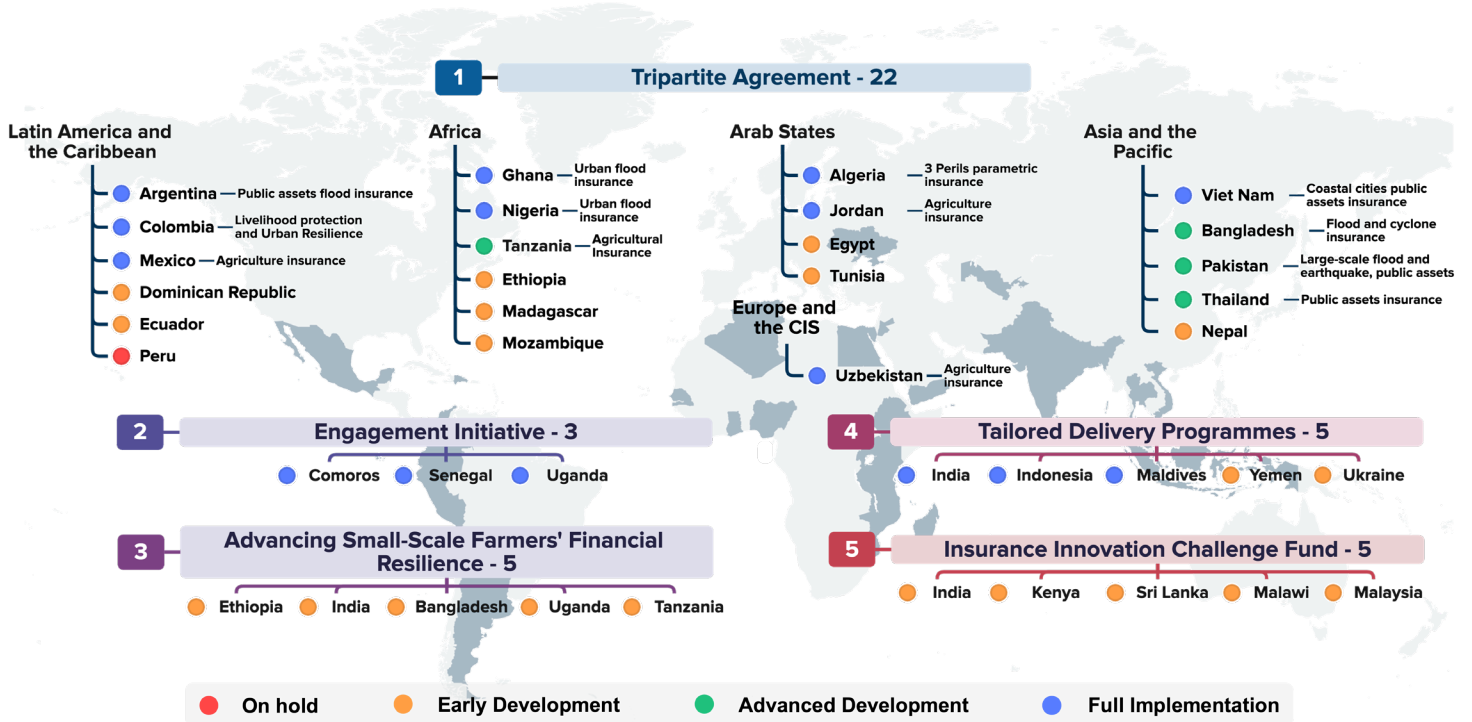 1
Tripartite Agreement - 22
Latin America and
the Caribbean
Argentina
Public assets flood insurance
Colombia
Livelihood protection
and Urban Resilience
Mexico
Agriculture insurance
Dominican Republic
Ecuador
Peru
Africa
Ghana
Urban flood
insurance
Nigeria
Urban flood
insurance
Tanzania
Agricultural
Insurance
Ethiopia
Madagascar
Mozambique
Arab States
Algeria
3 Perils parametric
insurance
Jordan
Agriculture
insurance
Egypt
Tunisia
Europe and
the CIS
Uzbekistan
Agriculture
insurance
Asia and the
Pacific
Viet Nam
Coastal cities public
assets insurance
Bangladesh
Flood and cyclone
insurance
Pakistan
Large-scale flood and
earthquake, public assets
Thailand
Public assets insurance
Nepal
2
Engagement Initiative - 3
Comoros Senegal Uganda
3
Advancing Small-Scale Farmers' Financial
Resilience - 5
Ethiopia India Bangladesh Uganda Tanzania
4
Tailored Delivery Programmes - 5
India Indonesia Maldives Yemen Ukraine
5
Insurance Innovation Challenge Fund - 5
India Kenya Sri Lanka Malawi Malaysia
On hold Early Development Advanced Development Full Implementation